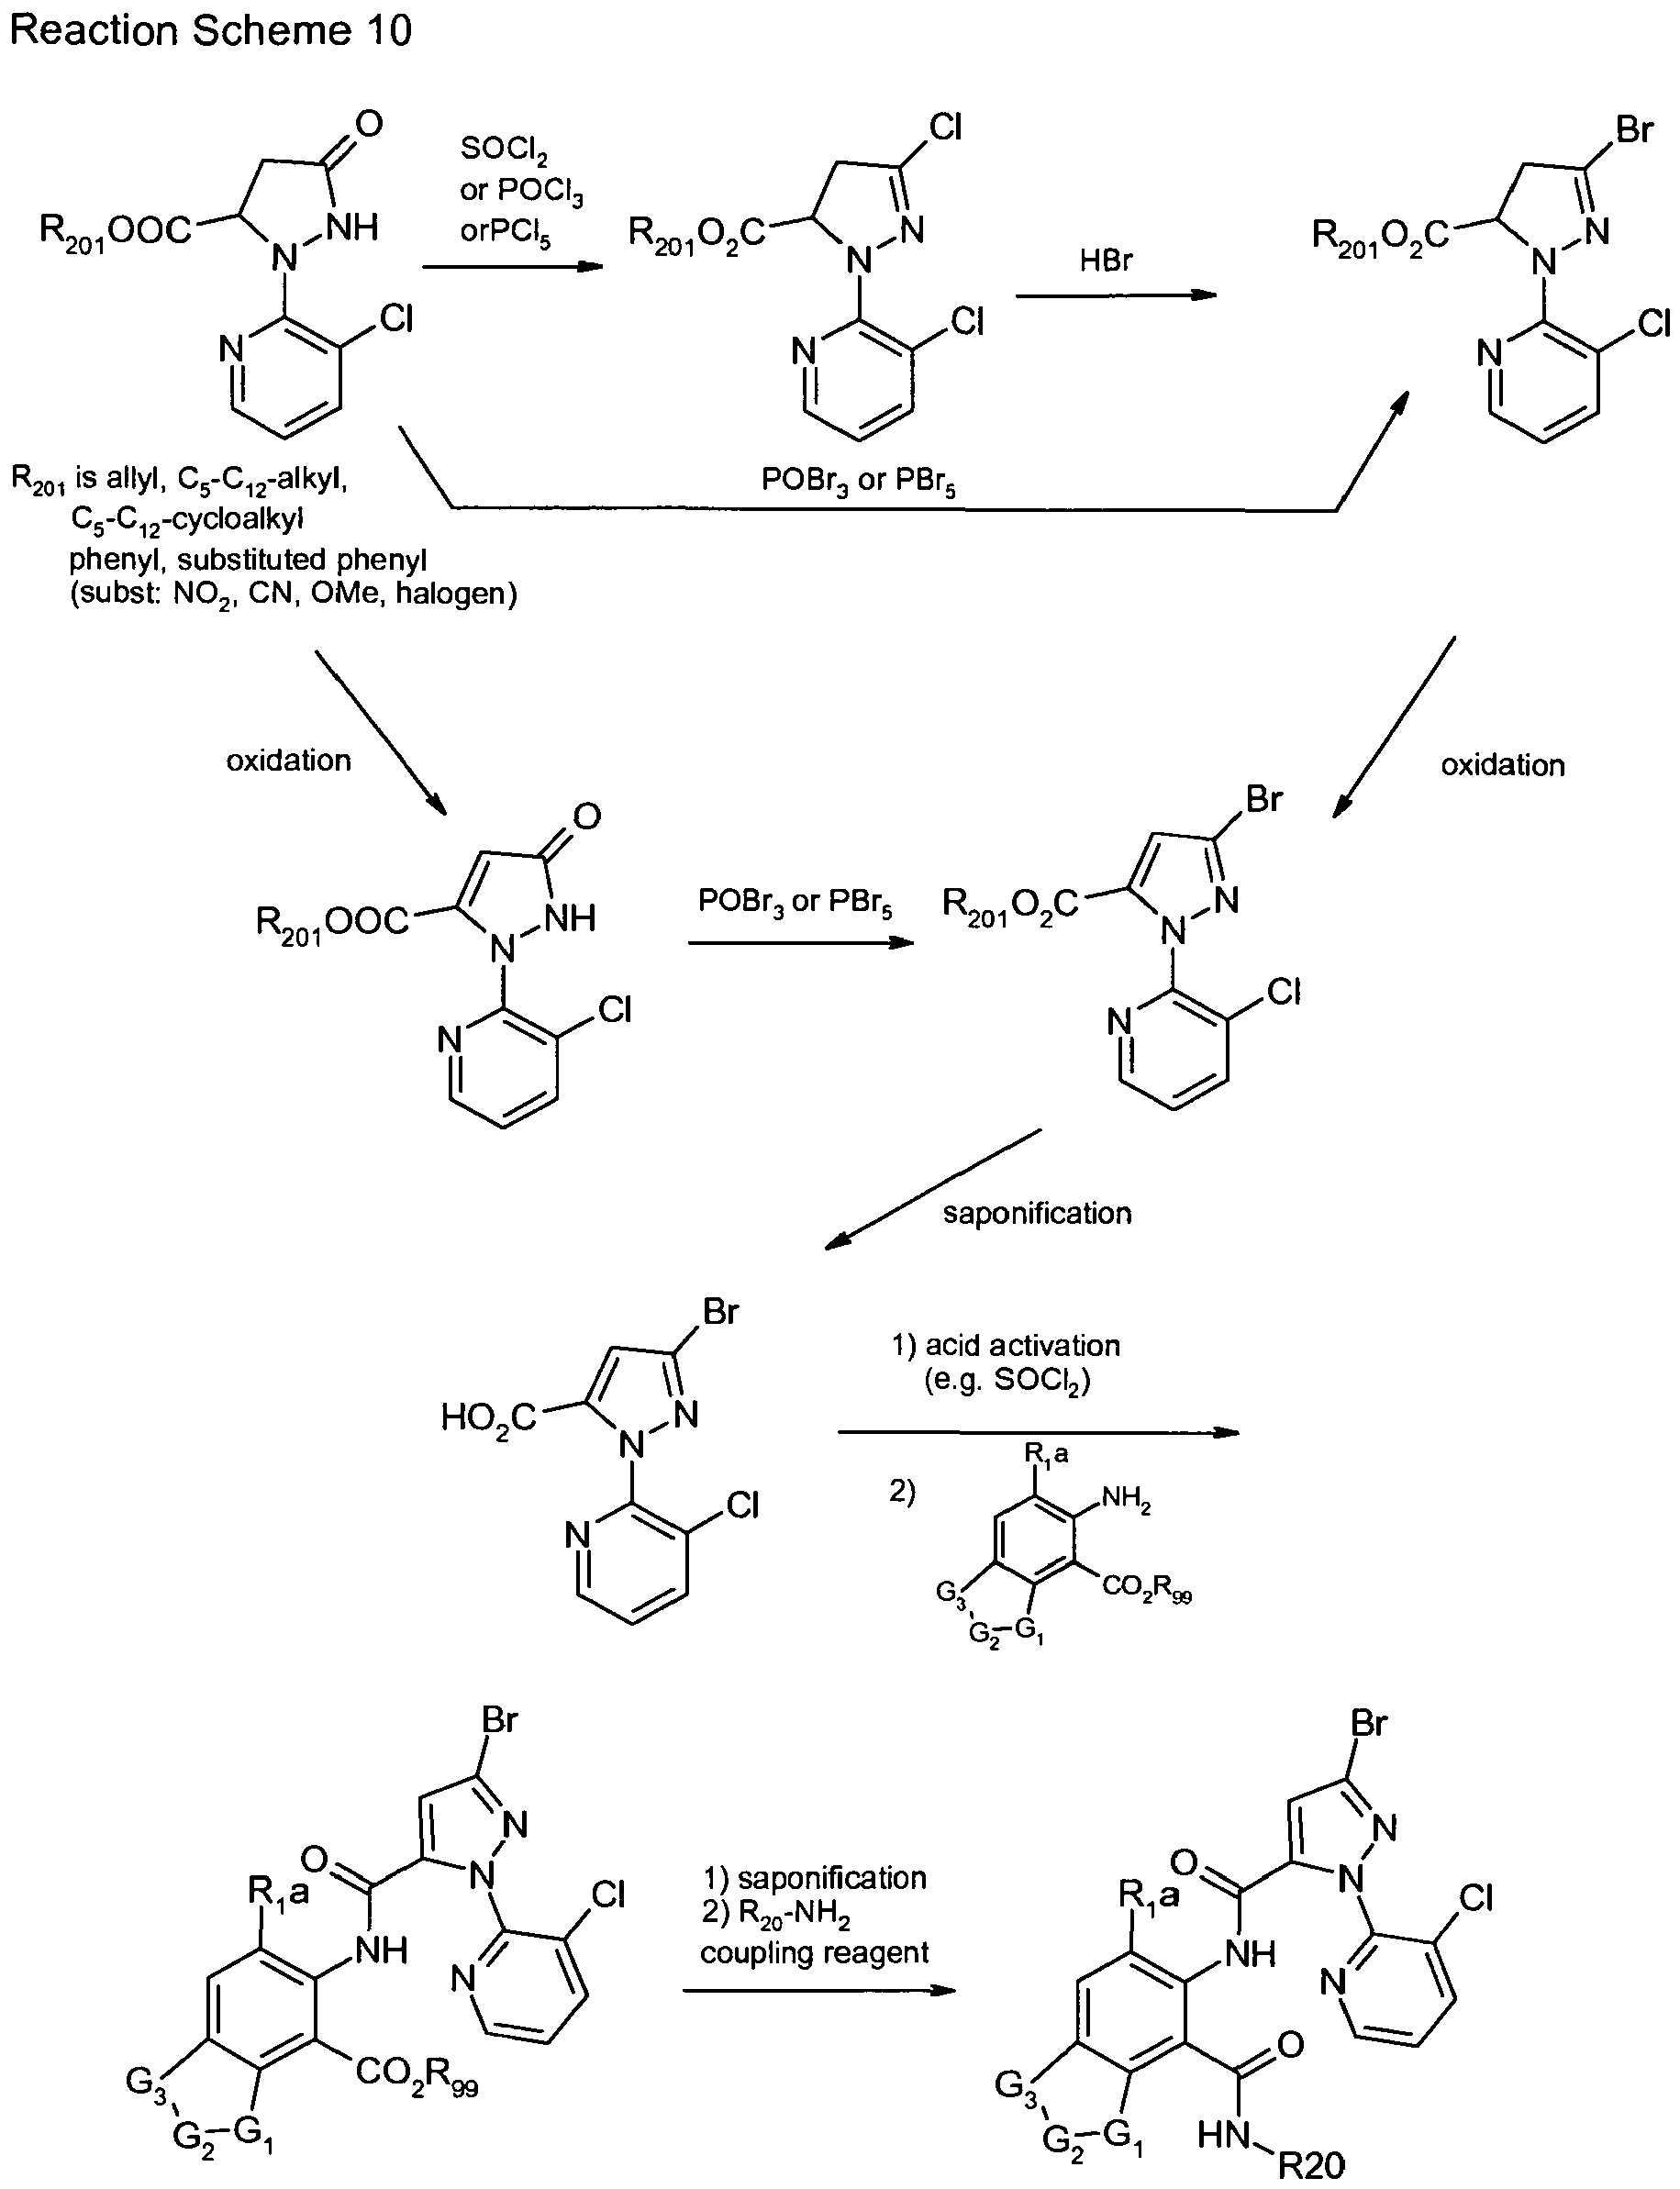 Reaction Scheme 10
O
R201OOC
NH
N
N
Cl
SOCl2
or POCl3
orPCl5
Cl
R201O2C
N
N
N
Cl
HBr
Br
R201O2C
N
N
N
Cl
R201 is allyl, C5-C12-alkyl,
C5-C12-cycloalkyl
phenyl, substituted phenyl
(subst: NO2, CN, OMe, halogen)
POBr3 or PBr5
oxidation
oxidation
O
R201OOC
NH
N
N
Cl
POBr3 or PBr5
Br
R201O2C
N
N
N
Cl
saponification
Br
HO2C
N
N
N
Cl
1) acid activation
(e.g. SOCl2)
2)
R1a
NH2
CO2R99
G3
G2
G1
Br
N
N
O
R1a
NH
Cl
N
CO2R99
G3
G2
G1
1) saponification
2) R20-NH2
coupling reagent
Br
N
N
O
R1a
NH
Cl
N
O
G3
G2
G1
HN
R20